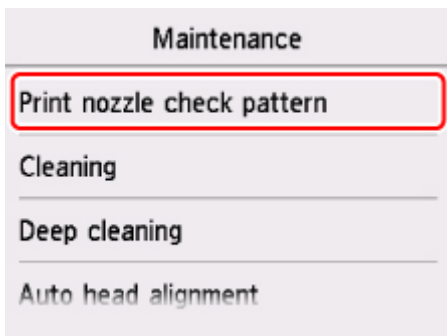 Maintenance
Print nozzle check pattern
Cleaning
Deep cleaning
Auto head alignment